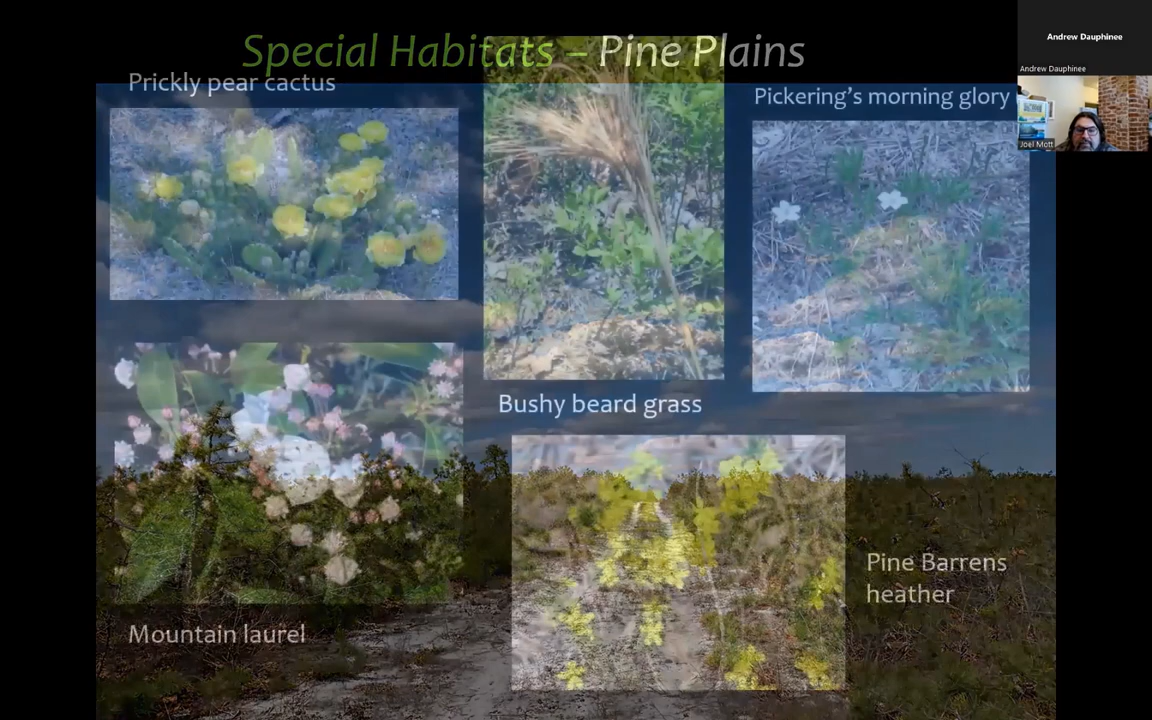 Special Habitats – Pine Plains
Andrew Dauphinee
Andrew Dauphinee
Prickly pear cactus
Pickering's morning glory
Joel Mott
Bushy beard grass
Pine Barrens
heather
Mountain laurel